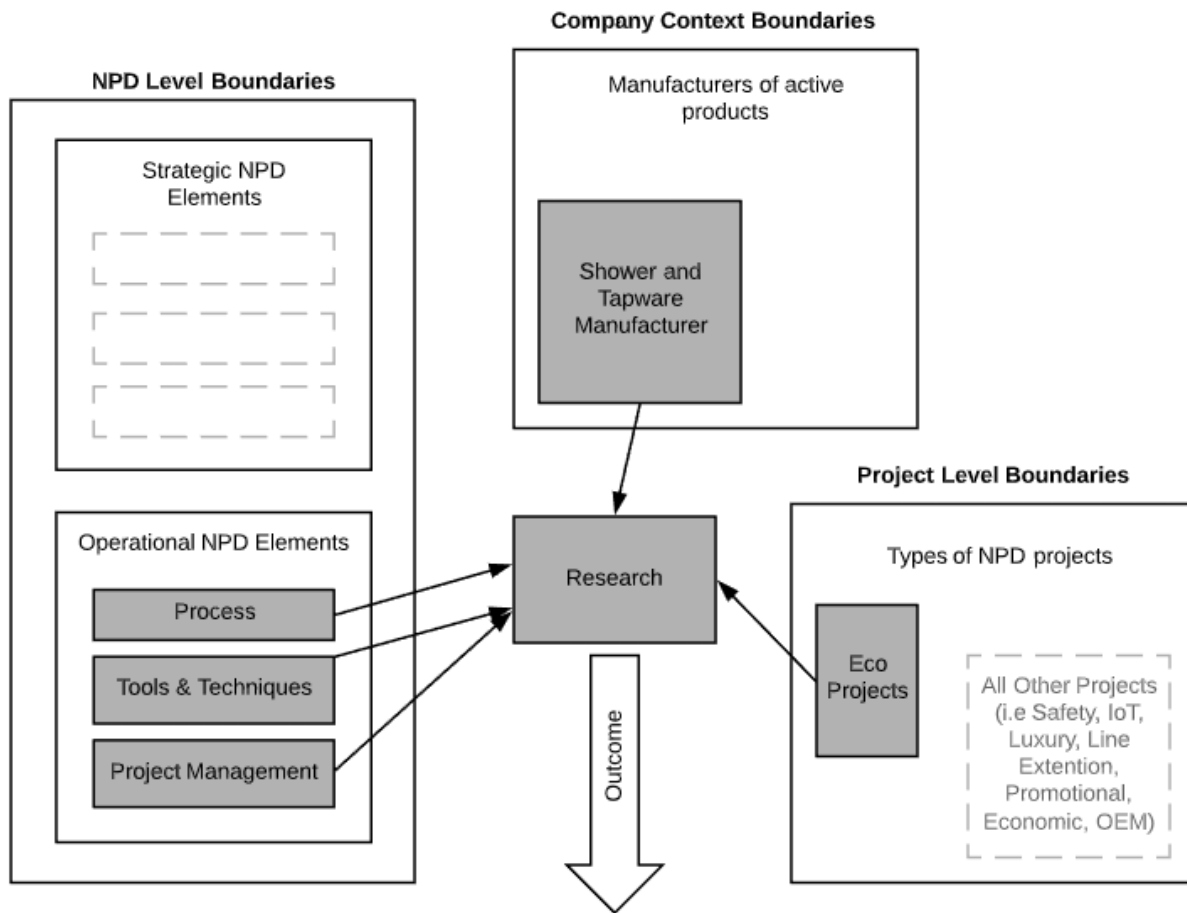 Company Context Boundaries
Manufacturers of active
products
Shower and
Tapware
Manufacturer
NPD Level Boundaries
Strategic NPD
Elements
Operational NPD Elements
Process
Tools & Techniques
Project Management
Research
Outcome
Project Level Boundaries
Types of NPD projects
Eco
Projects
All Other Projects
(i.e Safety, IoT,
Luxury, Line
Extention,
Promotional,
Economic, OEM)